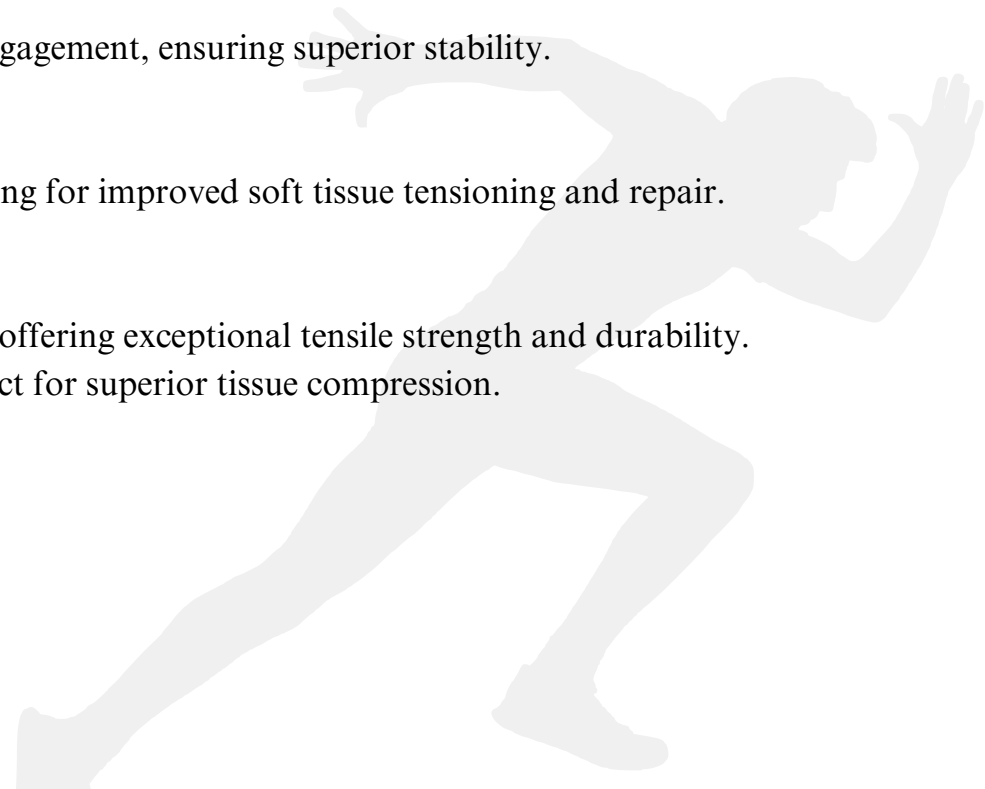 gagement, ensuring superior stability.
ng for improved soft tissue tensioning and repair.
offering exceptional tensile strength and durability.
ct for superior tissue compression.